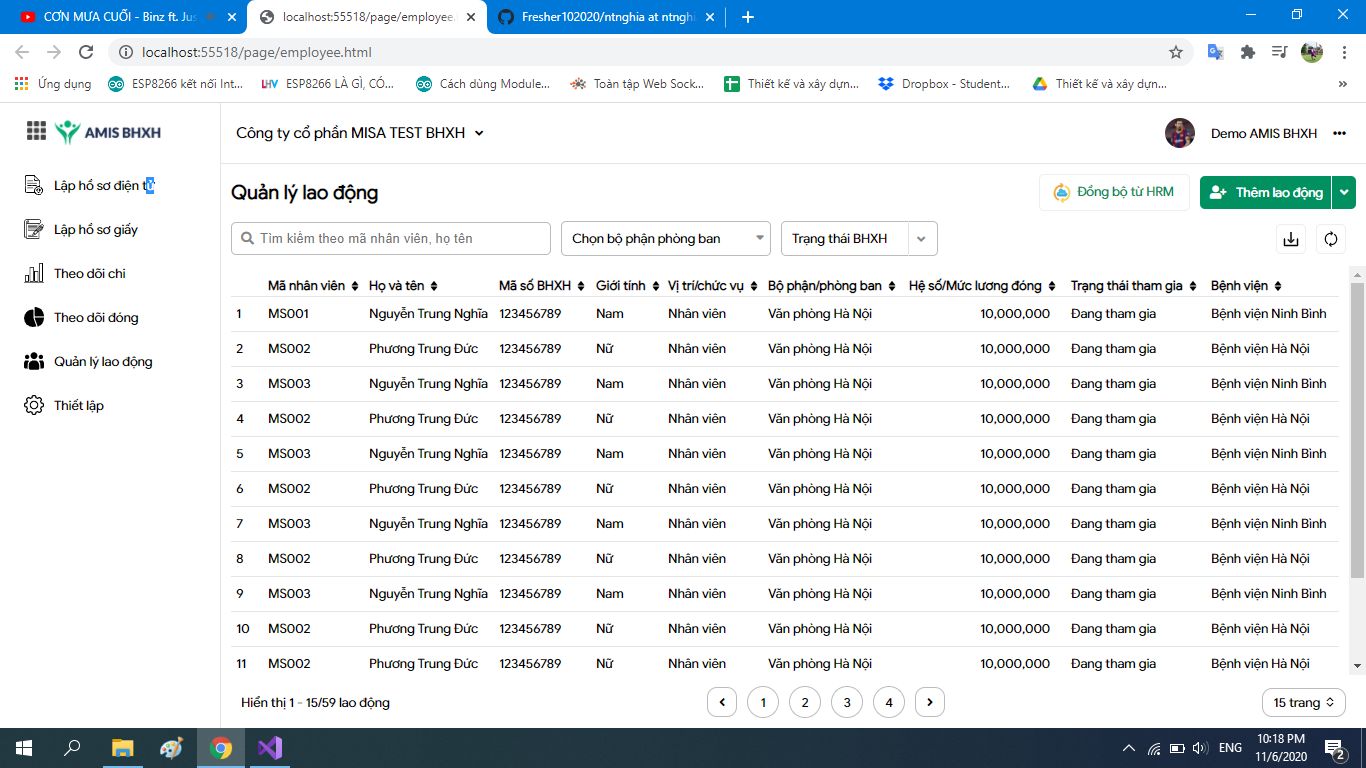 CƠN MƯA CUỐI - Binz ft. Jus
localhost:55518/page/employee.
Fresher102020/ntnghia at ntnghi
localhost:55518/page/employee.html
Ứng dụng
ESP8266 kết nối Int...
LHV ESP8266 LÀ GÌ, CÓ...
Cách dùng Module...
Toàn tập Web Sock...
Thiết kế và xây dựn...
Dropbox - Student...
Thiết kế và xây dựn...
AMIS BHXH
Công ty cổ phần MISA TEST BHXH
Demo AMIS BHXH
Lập hồ sơ điện tử
Lập hồ sơ giấy
Theo dõi chi
Theo dõi đóng
Quản lý lao động
Thiết lập
Quản lý lao động
Đồng bộ từ HRM
Thêm lao động
Tìm kiếm theo mã nhân viên, họ tên
Chọn bộ phận phòng ban
Trạng thái BHXH
Mã nhân viên Họ và tên Mã số BHXH Giới tính Vị trí/chức vụ Bộ phận/phòng ban Hệ số/Mức lương đóng Trạng thái tham gia Bệnh viện
1 MS001 Nguyễn Trung Nghĩa 123456789 Nam Nhân viên Văn phòng Hà Nội 10,000,000 Đang tham gia Bệnh viện Ninh Bình
2 MS002 Phương Trung Đức 123456789 Nữ Nhân viên Văn phòng Hà Nội 10,000,000 Đang tham gia Bệnh viện Hà Nội
3 MS003 Nguyễn Trung Nghĩa 123456789 Nam Nhân viên Văn phòng Hà Nội 10,000,000 Đang tham gia Bệnh viện Ninh Bình
4 MS002 Phương Trung Đức 123456789 Nữ Nhân viên Văn phòng Hà Nội 10,000,000 Đang tham gia Bệnh viện Hà Nội
5 MS003 Nguyễn Trung Nghĩa 123456789 Nam Nhân viên Văn phòng Hà Nội 10,000,000 Đang tham gia Bệnh viện Ninh Bình
6 MS002 Phương Trung Đức 123456789 Nữ Nhân viên Văn phòng Hà Nội 10,000,000 Đang tham gia Bệnh viện Hà Nội
7 MS003 Nguyễn Trung Nghĩa 123456789 Nam Nhân viên Văn phòng Hà Nội 10,000,000 Đang tham gia Bệnh viện Ninh Bình
8 MS002 Phương Trung Đức 123456789 Nữ Nhân viên Văn phòng Hà Nội 10,000,000 Đang tham gia Bệnh viện Hà Nội
9 MS003 Nguyễn Trung Nghĩa 123456789 Nam Nhân viên Văn phòng Hà Nội 10,000,000 Đang tham gia Bệnh viện Ninh Bình
10 MS002 Phương Trung Đức 123456789 Nữ Nhân viên Văn phòng Hà Nội 10,000,000 Đang tham gia Bệnh viện Hà Nội
11 MS002 Phương Trung Đức 123456789 Nữ Nhân viên Văn phòng Hà Nội 10,000,000 Đang tham gia Bệnh viện Hà Nội
Hiển thị 1 - 15/59 lao động
1 2 3 4
15 trang
ENG
10:18 PM
11/6/2020
2